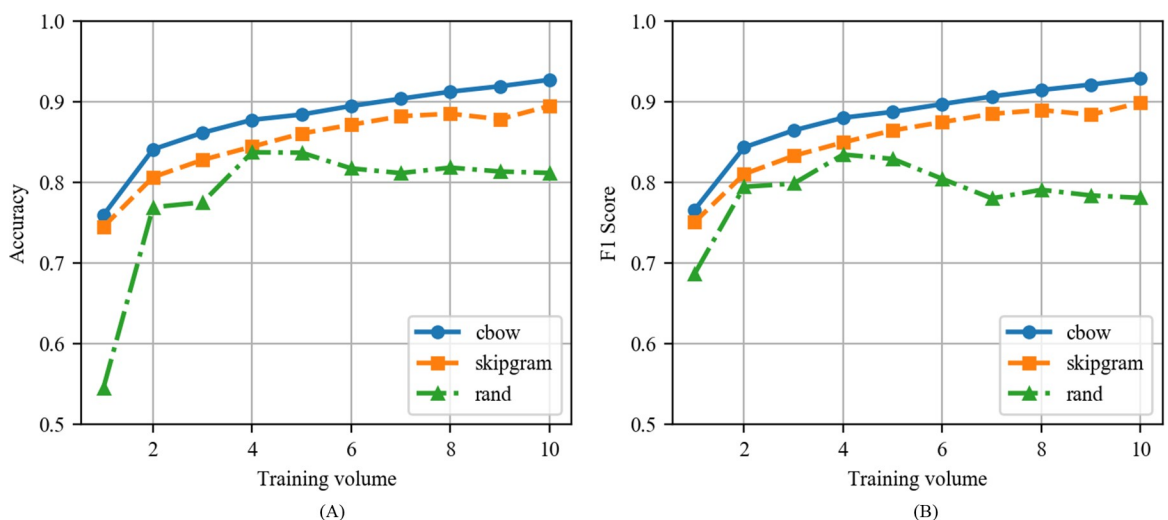 1.0
0.9
0.8
0.7
0.6
0.5
Accuracy
2 4 6 8 10
Training volume
cbow
skipgram
rand
(A)
1.0
0.9
0.8
0.7
0.6
0.5
F1 Score
2 4 6 8 10
Training volume
cbow
skipgram
rand
(B)